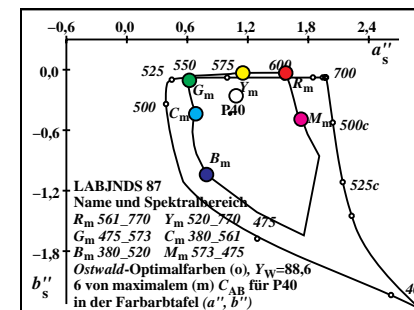 −0,6 0,0 0,6 1,2 1,8 2,4
a"s
0,0 525 550 575 600 700
Gm Ym Rm
500 Cm P40 Mm 500c
−0,6
Bm
−1,2 LABJNDS 87 525c
Name und Spektralbereich
Rm 561_770 Ym 520_770
Gm 475_573 Cm 380_561 475
Bm 380_520 Mm 573_475
−1,8 Ostwald-Optimalfarben (o), YW=88,6
b"s 6 von maximalem (m) CAB für P40
in der Farbarbtafel (a", b")